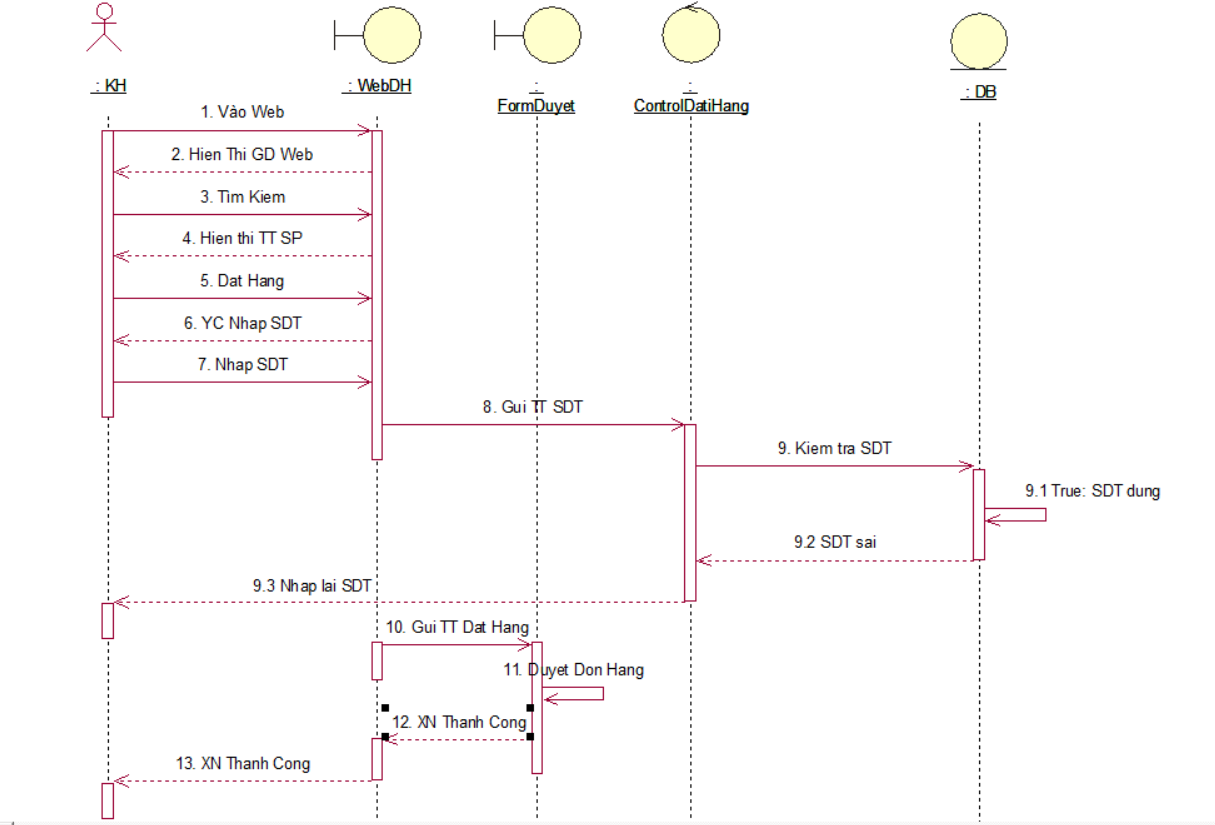 : KH
: WebDH
:
FormDuyet
:
ControlDatiHang
: DB
1. Vào Web
2. Hien Thi GD Web
3. Tìm Kiem
4. Hien thi TT SP
5. Dat Hang
6. YC Nhap SDT
7. Nhap SDT
8. Gui TT SDT
9. Kiem tra SDT
9.1 True: SDT dung
9.2 SDT sai
9.3 Nhap lai SDT
10. Gui TT Dat Hang
11. Duyet Don Hang
12. XN Thanh Cong
13. XN Thanh Cong